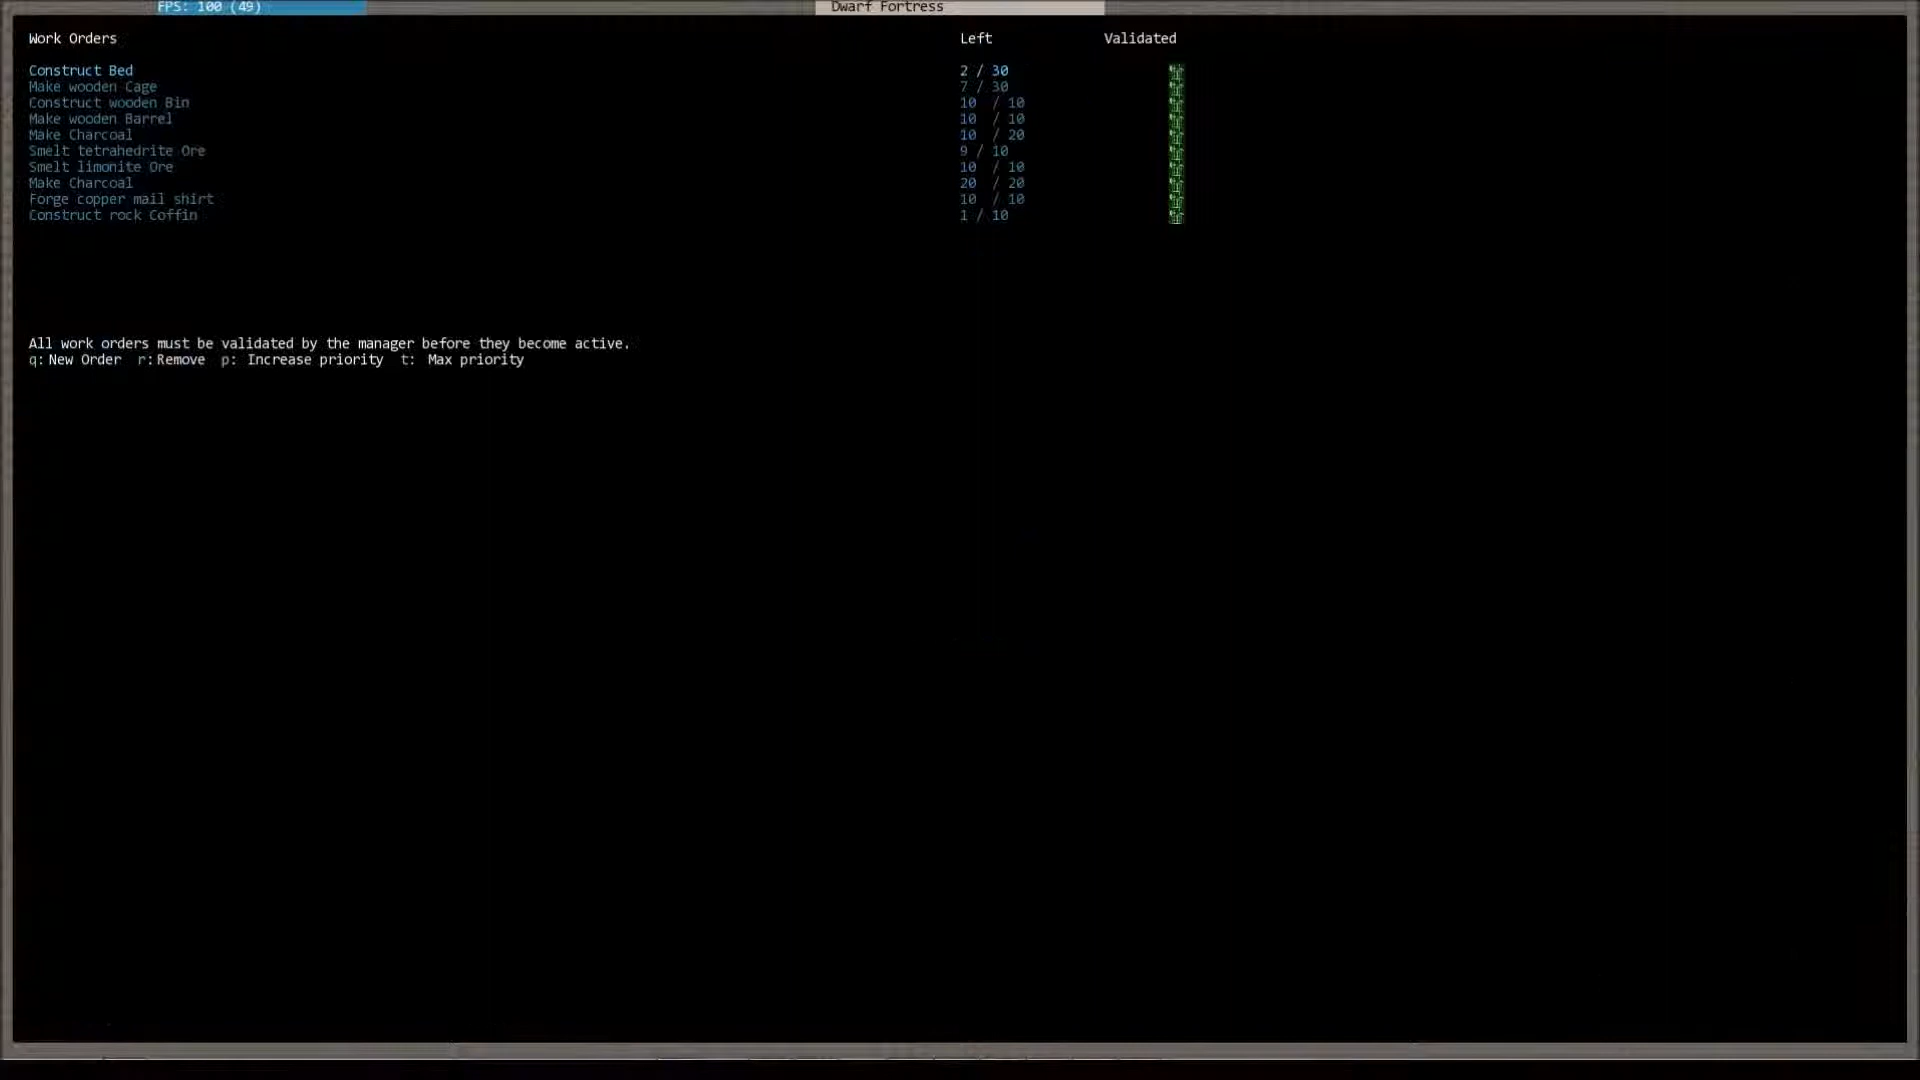 FPS: 100 (49) Dwarf Fortress
Work Orders Left Validated
Construct Bed 2 / 30
Make wooden Cage 7 / 30
Construct wooden Bin 10 / 10
Make wooden Barrel 10 / 10
Make Charcoal 10 / 20
Smelt tetrahedrite Ore 9 / 10
Smelt limonite Ore 10 / 10
Make Charcoal 20 / 20
Forge copper mail shirt 10 / 10
Construct rock Coffin 1 / 10
All work orders must be validated by the manager before they become active.
q: New Order r: Remove p: Increase priority t: Max priority